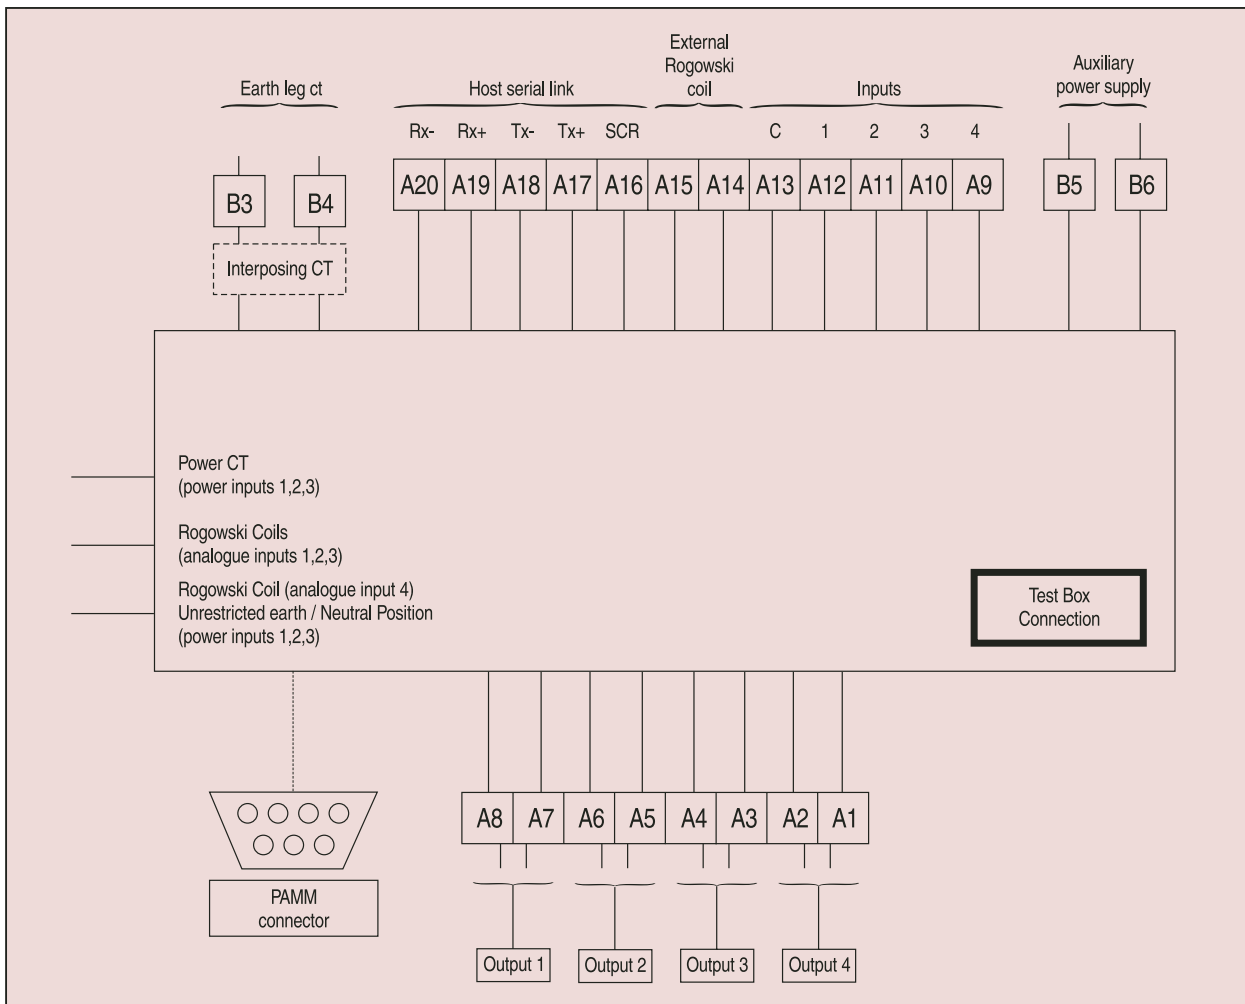 External
Rogowski
coil
Auxiliary
power supply
Earth leg ct
Host serial link
Inputs
Rx- Rx+ Tx- Tx+ SCR C 1 2 3 4
B3 B4
A20 A19 A18 A17 A16 A15 A14 A13 A12 A11 A10 A9
B5 B6
Interposing CT
Power CT
(power inputs 1,2,3)
Rogowski Coils
(analogue inputs 1,2,3)
Rogowski Coil (analogue input 4)
Unrestricted earth / Neutral Position
(power inputs 1,2,3)
Test Box
Connection
A8 A7 A6 A5 A4 A3 A2 A1
PAMM
connector
Output 1 Output 2 Output 3 Output 4